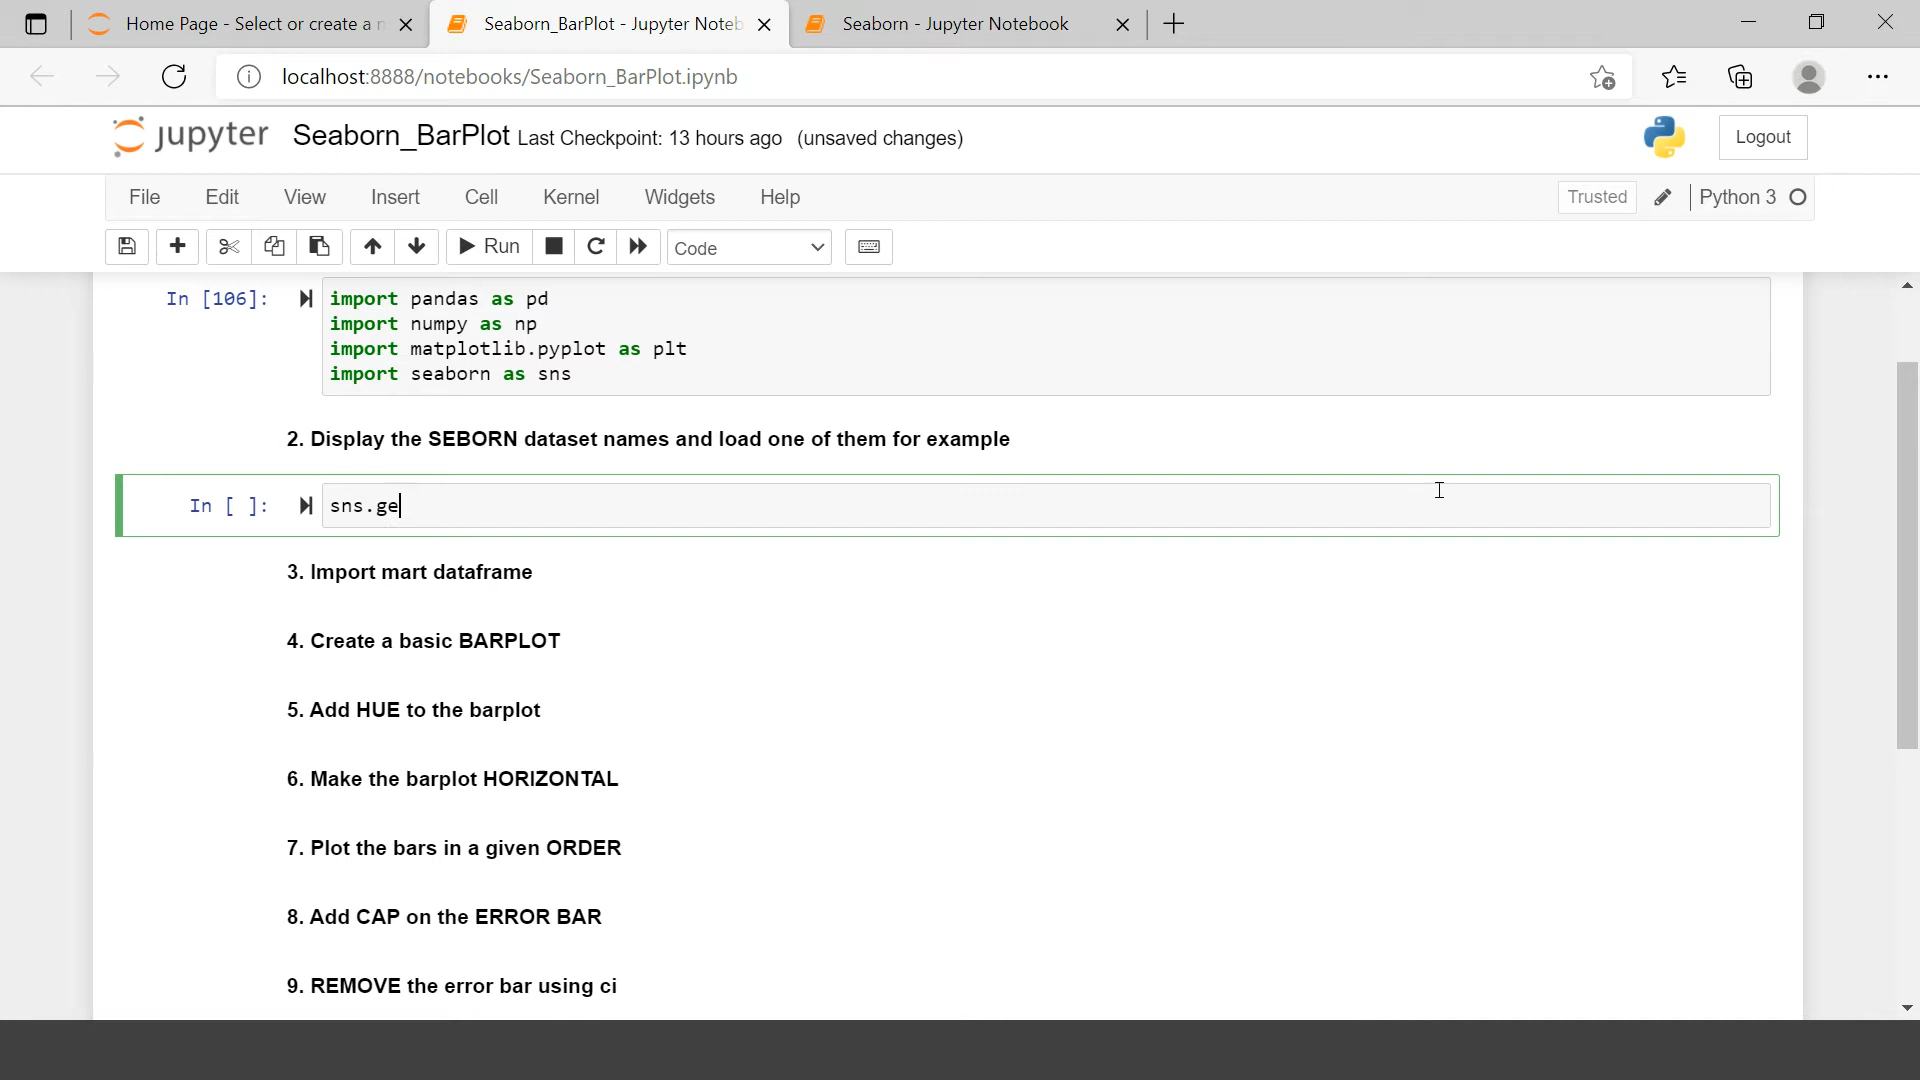 Home Page - Select or create a n
Seaborn_BarPlot - Jupyter Noteb
Seaborn - Jupyter Notebook
localhost:8888/notebooks/Seaborn_BarPlot.ipynb
jupyter Seaborn_BarPlot Last Checkpoint: 13 hours ago (unsaved changes)
Logout
File Edit View Insert Cell Kernel Widgets Help
Trusted
Python 3
Run
Code
In [106]:
import pandas as pd
import numpy as np
import matplotlib.pyplot as plt
import seaborn as sns
2. Display the SEBORN dataset names and load one of them for example
In [ ]:
sns.ge
3. Import mart dataframe
4. Create a basic BARPLOT
5. Add HUE to the barplot
6. Make the barplot HORIZONTAL
7. Plot the bars in a given ORDER
8. Add CAP on the ERROR BAR
9. REMOVE the error bar using ci